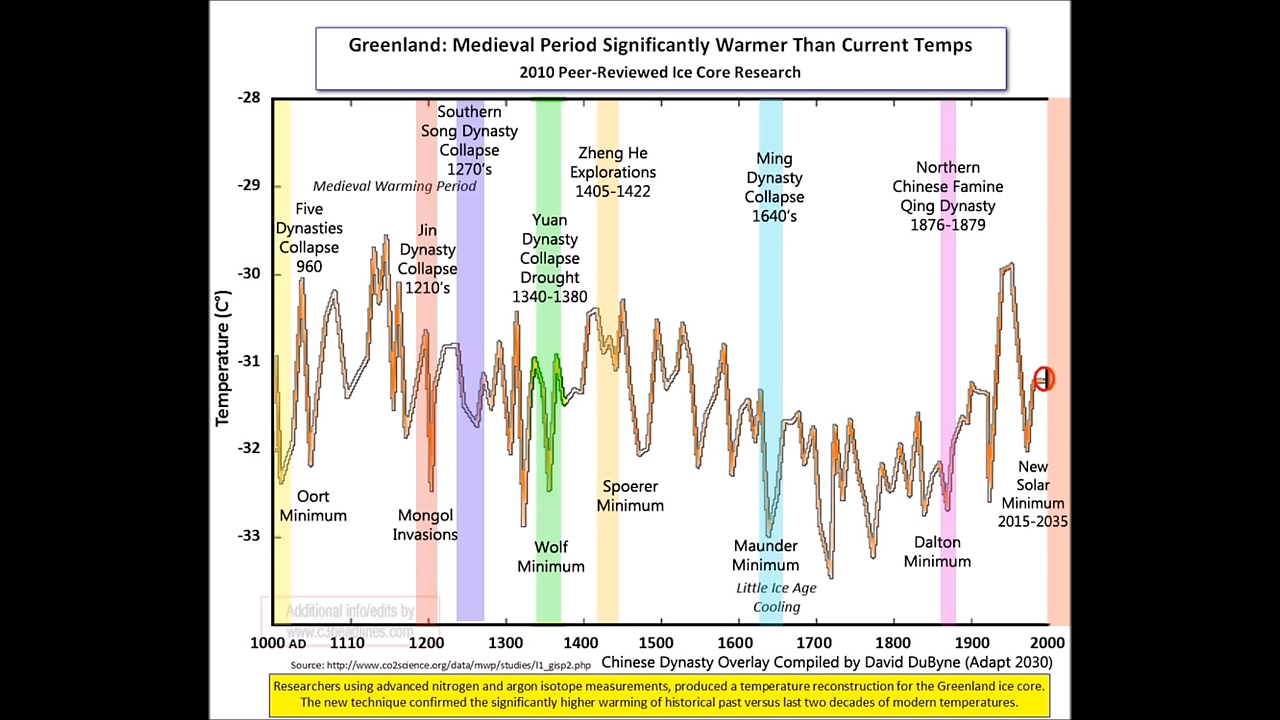 Greenland: Medieval Period Significantly Warmer Than Current Temps
2010 Peer-Reviewed Ice Core Research
Temperature (C°)
-28
-29
-30
-31
-32
-33
Southern
Song Dynasty
Collapse
1270's
Medieval Warming Period
Five
Dynasties
Collapse
960
Jin
Dynasty
Collapse
1210's
Yuan
Dynasty
Collapse
Drought
1340-1380
Zheng He
Explorations
1405-1422
Ming
Dynasty
Collapse
1640's
Northern
Chinese Famine
Qing Dynasty
1876-1879
Oort
Minimum
Mongol
Invasions
Wolf
Minimum
Spoerer
Minimum
Maunder
Minimum
Little Ice Age
Cooling
Dalton
Minimum
New
Solar
Minimum
2015-2035
Additional info/edits by
www.c3headlines.com
1000 AD 1100 1200 1300 1400 1500 1600 1700 1800 1900 2000
Source: http://www.co2science.org/data/mwp/studies/l1_gisp2.php
Chinese Dynasty Overlay Compiled by David DuByne (Adapt 2030)
Researchers using advanced nitrogen and argon isotope measurements, produced a temperature reconstruction for the Greenland ice core.
The new technique confirmed the significantly higher warming of historical past versus last two decades of modern temperatures.